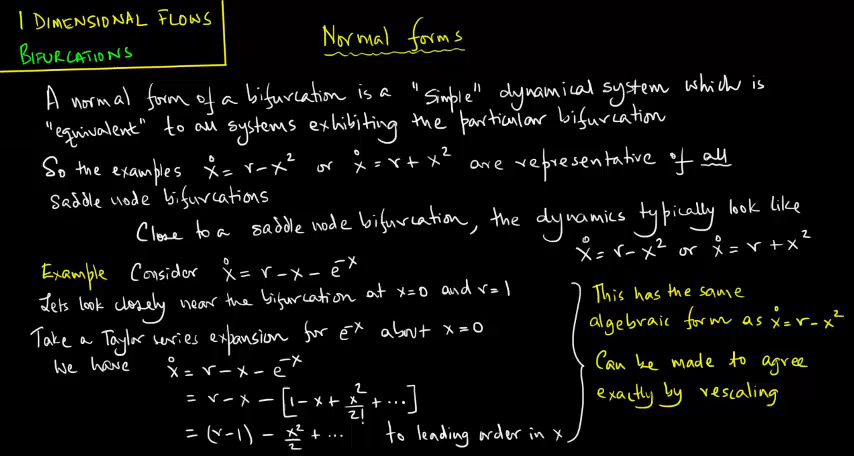 1 DIMENSIONAL FLOWS
BIFURCATIONS
Normal forms
A normal form of a bifurcation is a "simple" dynamical system which is
"equivalent" to all systems exhibiting the particular bifurcation
So the examples ẋ = r - x² or ẋ = r + x² are representative of all
saddle node bifurcations
Close to a saddle node bifurcation, the dynamics typically look like
ẋ = r - x² or ẋ = r + x²
Example Consider ẋ = r - x - e⁻ˣ
Lets look closely near the bifurcation at x=0 and r=1
Take a Taylor series expansion for e⁻ˣ about x=0
We have ẋ = r - x - e⁻ˣ
= r - x - [1 - x + x²/2! + ...]
= (r-1) - x²/2 + ... to leading order in x
This has the same
algebraic form as ẋ = r - x²
Can be made to agree
exactly by rescaling